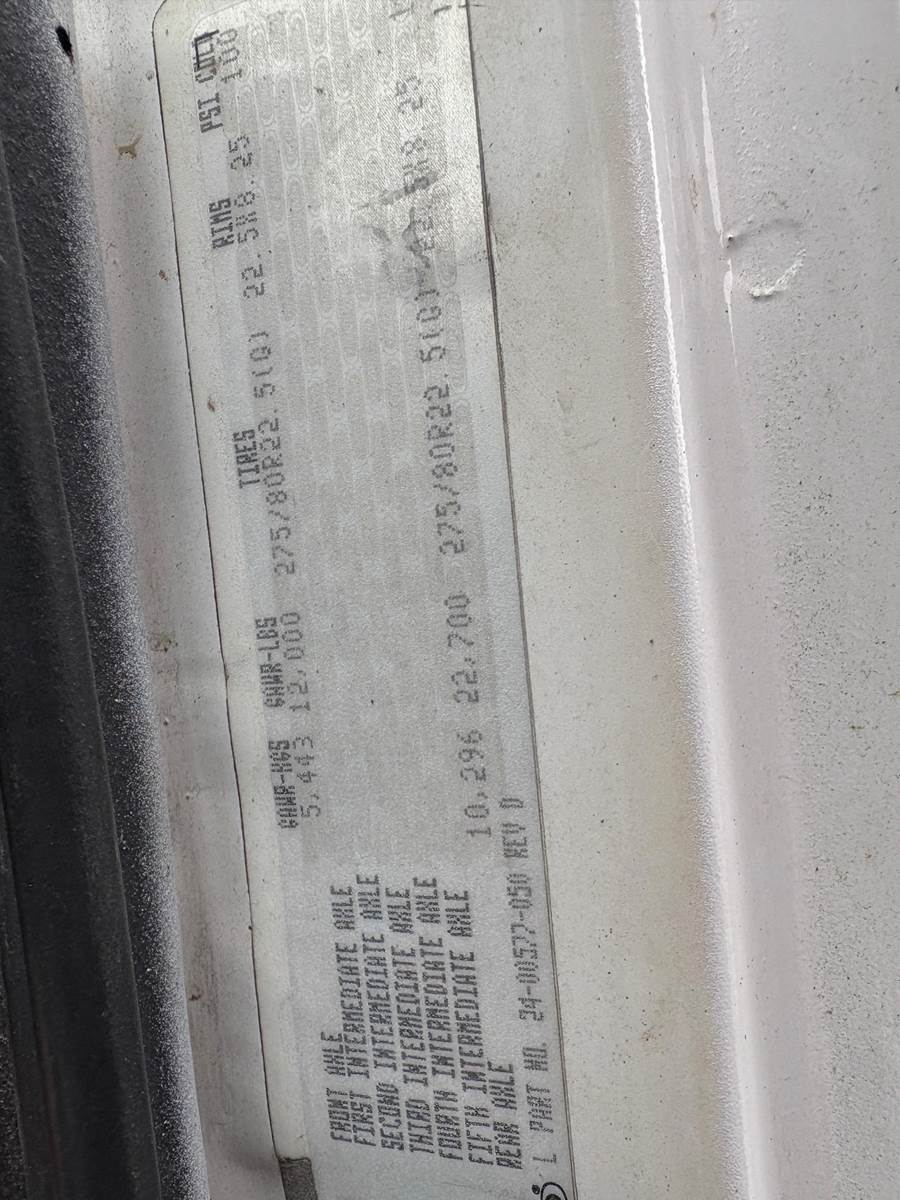 GAWR-KGS GAWR-LBS TIRES RIMS PSI COLD
FRONT AXLE 5,443 12,000 275/80R22.5(G) 22.5X8.25 100
FIRST INTERMEDIATE AXLE
SECOND INTERMEDIATE AXLE
THIRD INTERMEDIATE AXLE
FOURTH INTERMEDIATE AXLE
FIFTH INTERMEDIATE AXLE
REAR AXLE 10,296 22,700 275/80R22.5(G) 22.5X8.25
PART NO. 24-00577-050 REV D